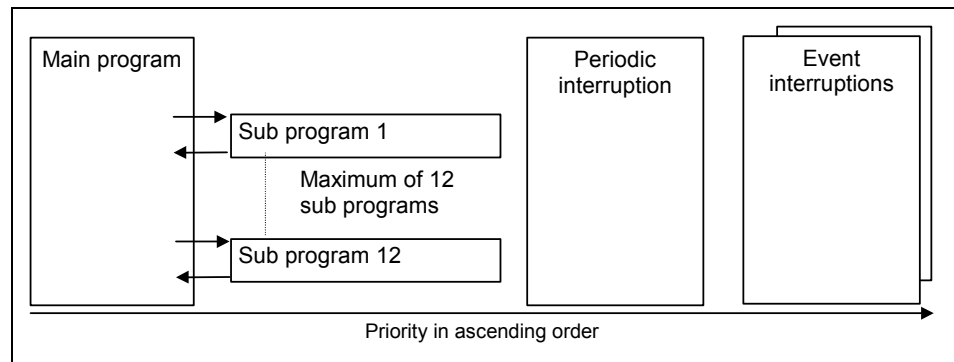 Main program
Periodic
interruption
Event
interruptions
Sub program 1
Maximum of 12
sub programs
Sub program 12
Priority in ascending order